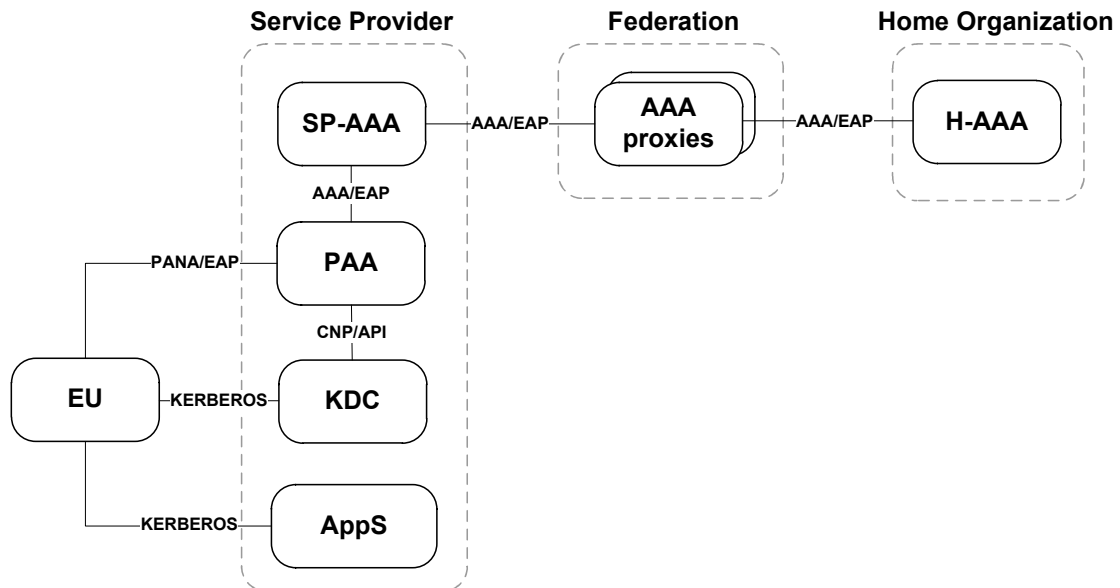 Service Provider
Federation
Home Organization
SP-AAA
AAA/EAP
AAA
proxies
AAA/EAP
H-AAA
AAA/EAP
PANA/EAP
PAA
CNP/API
EU
KERBEROS
KDC
KERBEROS
AppS